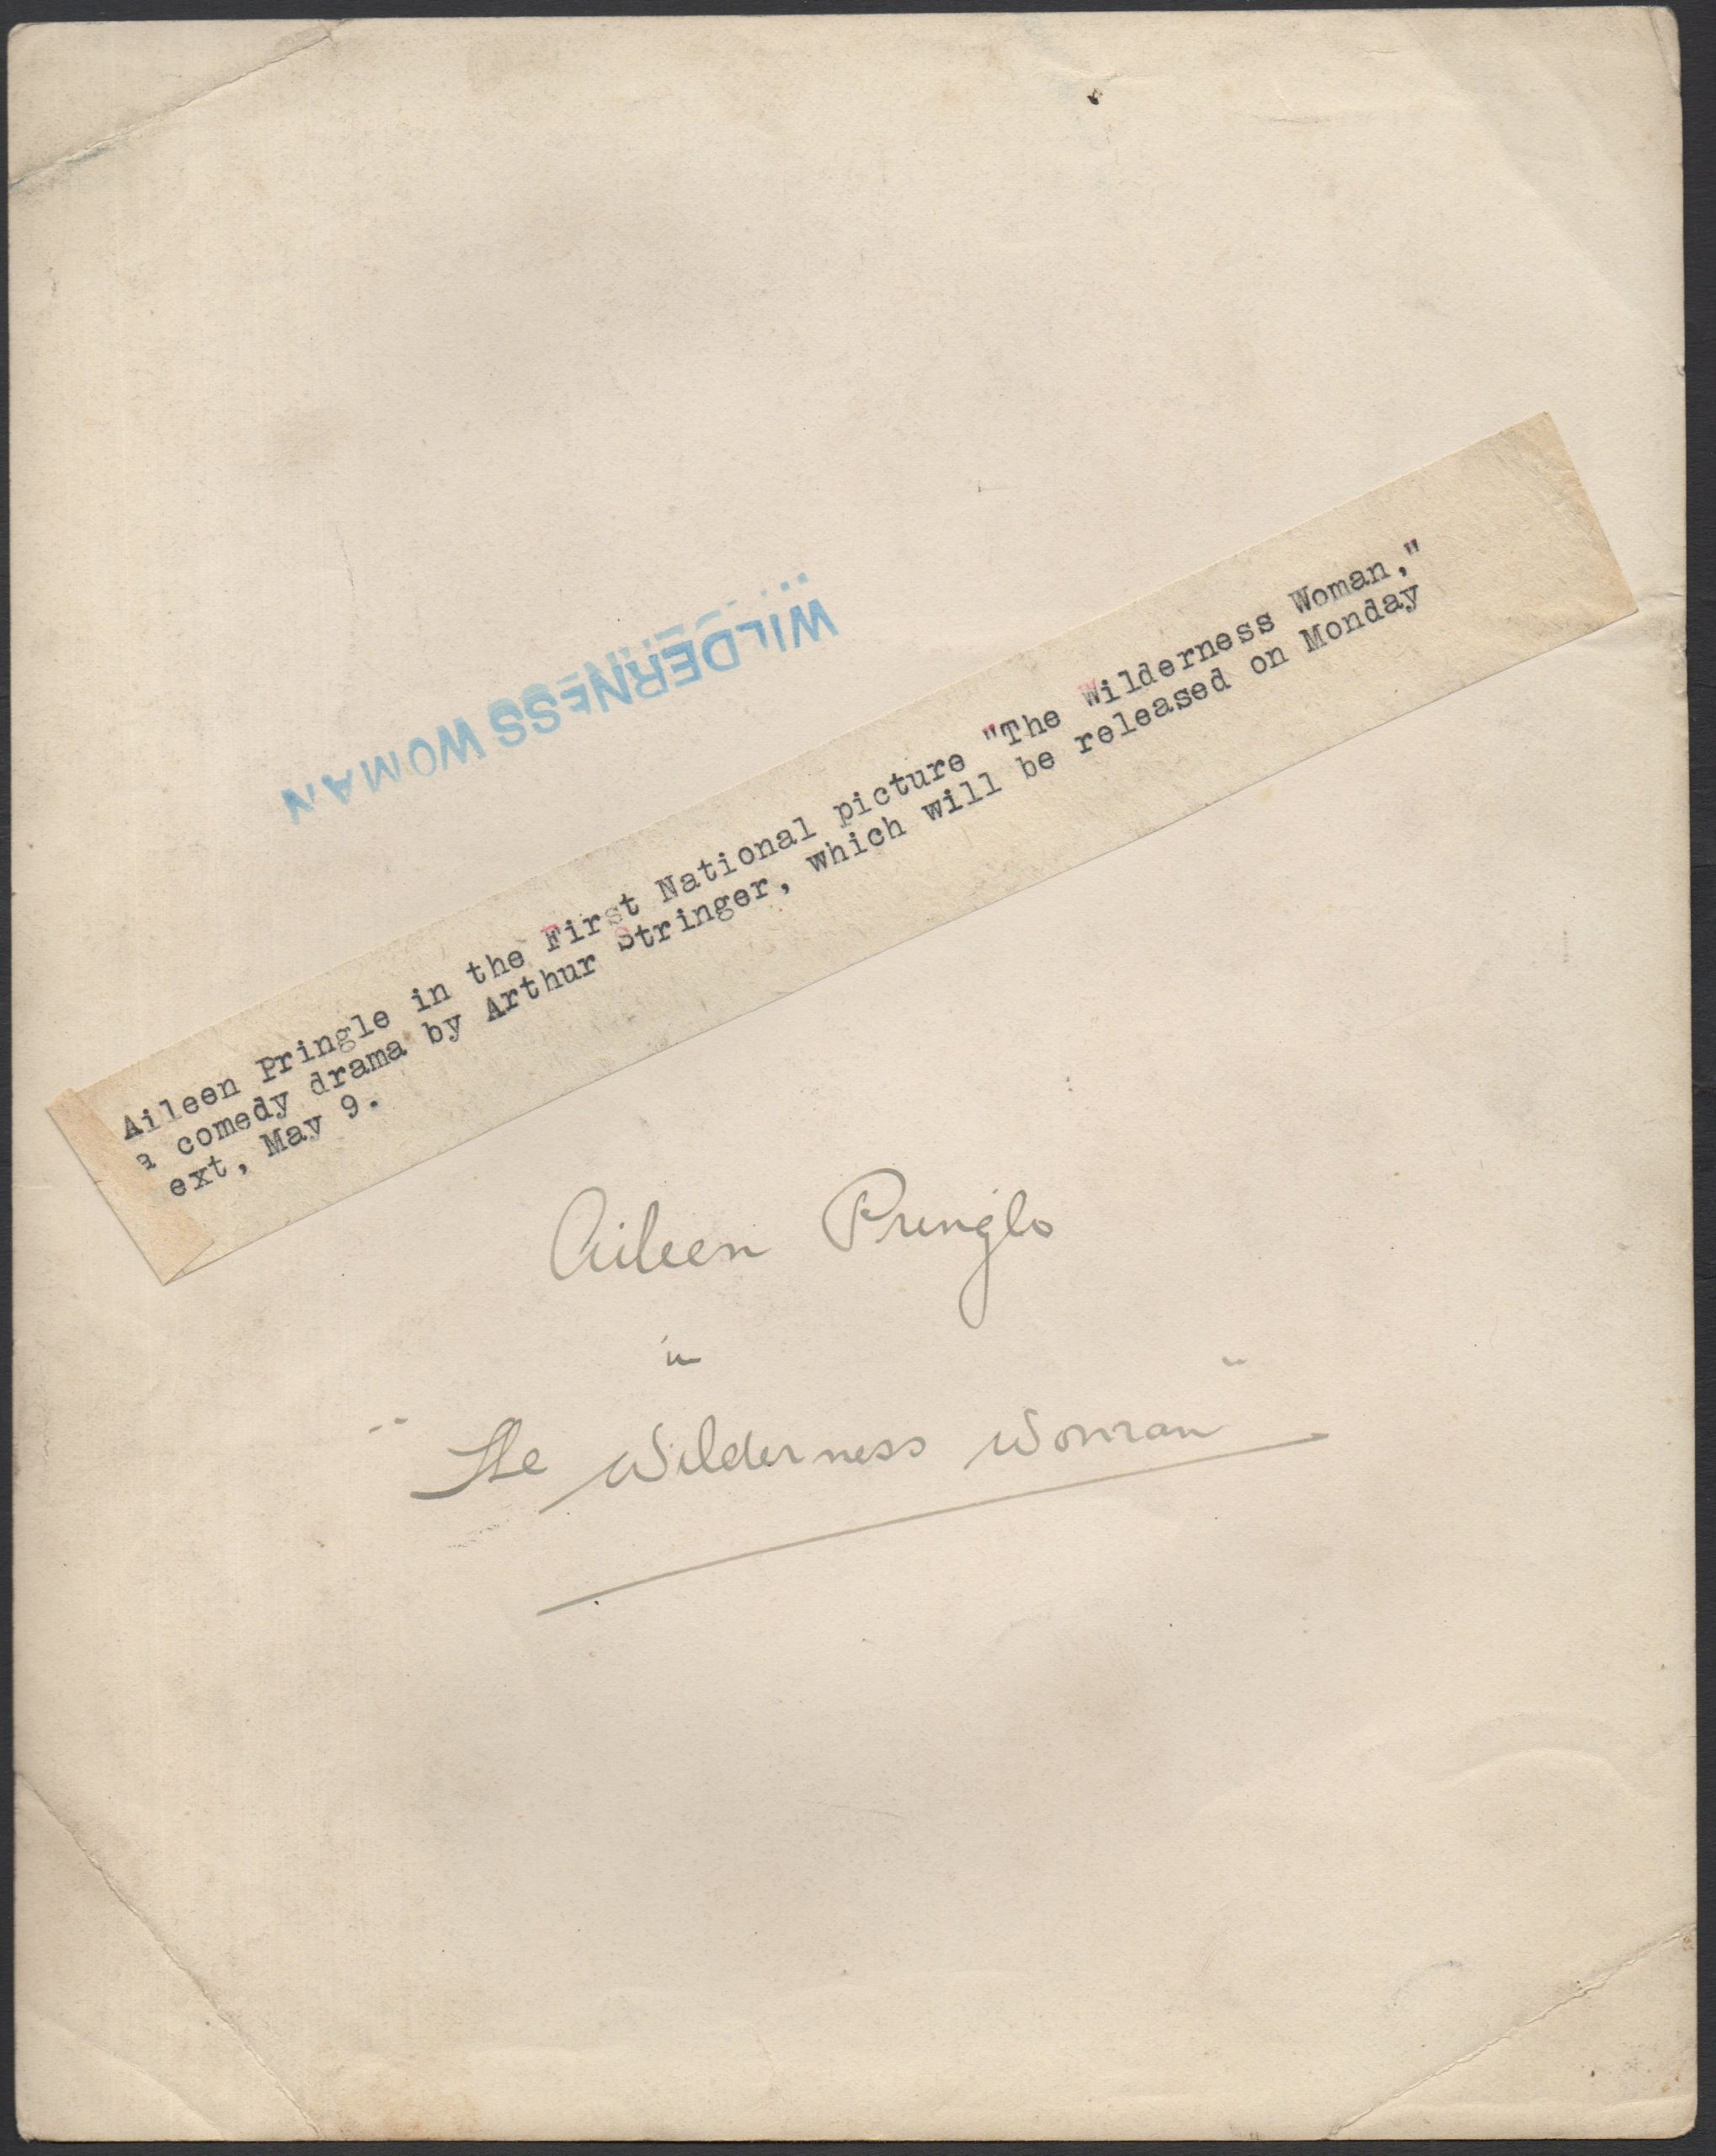 WILDERNESS WOMAN
Aileen Pringle in the First National picture "The Wilderness Woman,"
a comedy drama by Arthur Stringer, which will be released on Monday
ext, May 9.
Aileen Pringle
in
"The Wilderness Woman"